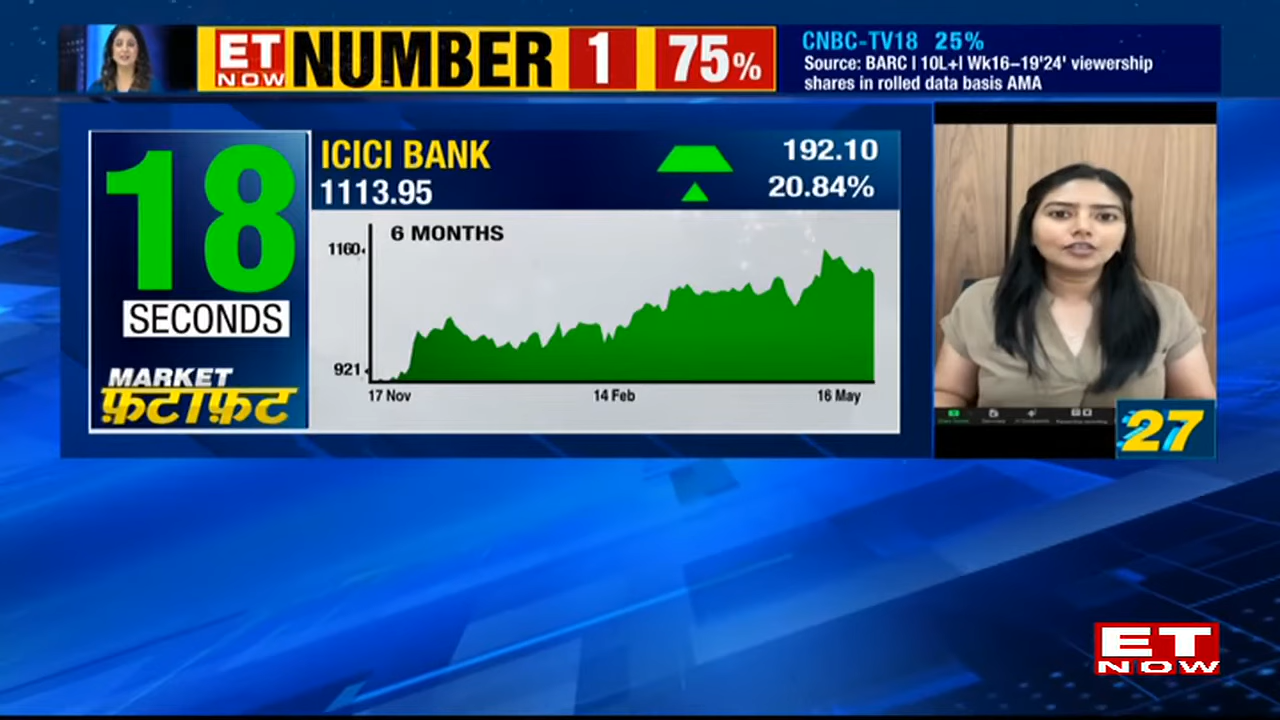 ET NOW NUMBER 1 75%
CNBC-TV18 25%
Source: BARC | 10L+| Wk16-19'24' viewership
shares in rolled data basis AMA
18
SECONDS
MARKET
फ़टाफ़ट
ICICI BANK
1113.95
192.10
20.84%
6 MONTHS
1160
921
17 Nov
14 Feb
16 May
27
ET
NOW